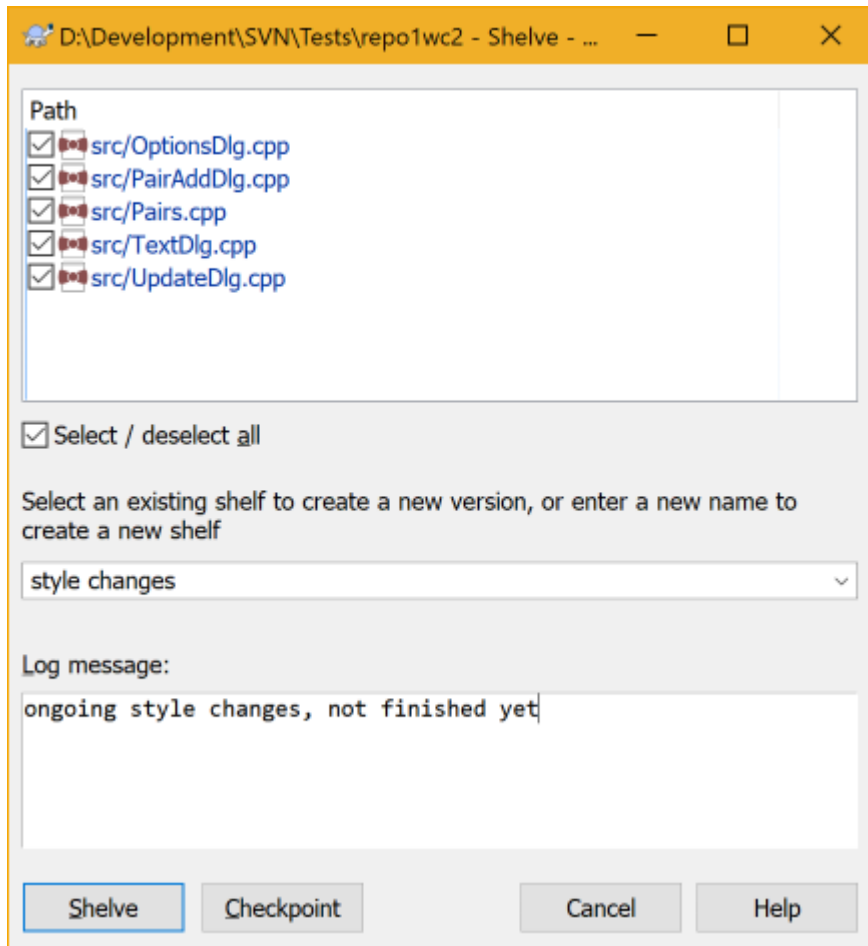 D:\Development\SVN\Tests\repo1wc2 - Shelve - ...
Path
src/OptionsDlg.cpp
src/PairAddDlg.cpp
src/Pairs.cpp
src/TextDlg.cpp
src/UpdateDlg.cpp
Select / deselect all
Select an existing shelf to create a new version, or enter a new name to
create a new shelf
style changes
Log message:
ongoing style changes, not finished yet
Shelve Checkpoint Cancel Help